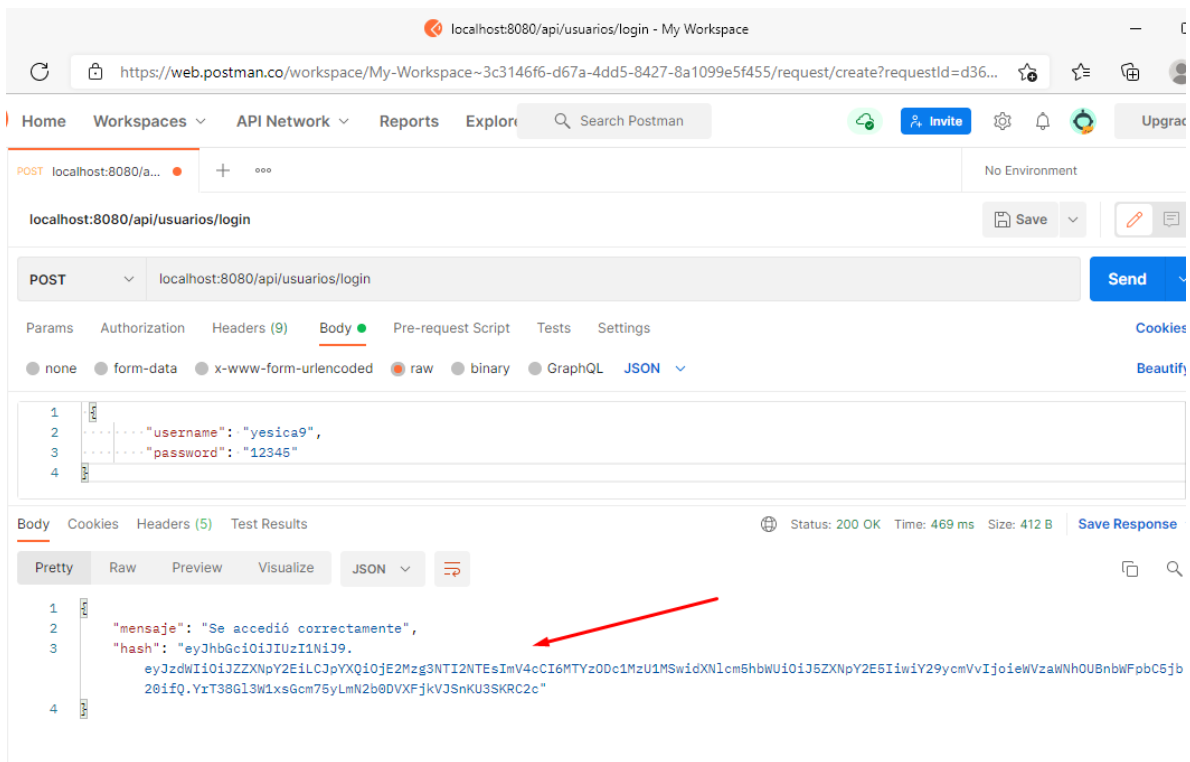 localhost:8080/api/usuarios/login - My Workspace
https://web.postman.co/workspace/My-Workspace~3c3146f6-d67a-4dd5-8427-8a1099e5f455/request/create?requestId=d36...
Home Workspaces API Network Reports Explore Search Postman Invite Upgrad
POST localhost:8080/a... No Environment
localhost:8080/api/usuarios/login Save
POST localhost:8080/api/usuarios/login Send
Params Authorization Headers (9) Body Pre-request Script Tests Settings Cookies
none form-data x-www-form-urlencoded raw binary GraphQL JSON Beautify
1 {
2 "username": "yesica9",
3 "password": "12345"
4 }
Body Cookies Headers (5) Test Results Status: 200 OK Time: 469 ms Size: 412 B Save Response
Pretty Raw Preview Visualize JSON
1 {
2 "mensaje": "Se accedió correctamente",
3 "hash": "eyJhbGciOiJIUzI1NiJ9.
eyJzdWIiOiJZZXNpY2EiLCJpYXQiOjE2Mzg3NTI2NTEsImV4cCI6MTYzODc1MzU1MSwidXNlcm5hbWUiOiJ5ZXNpY2E5IiwiY29ycmVvIjoieWVzaWNhOUBnbWFpbC5jb
20ifQ.YrT38Gl3W1xsGcm75yLmN2b0DVXFjkVJSnKU3SKRC2c"
4 }